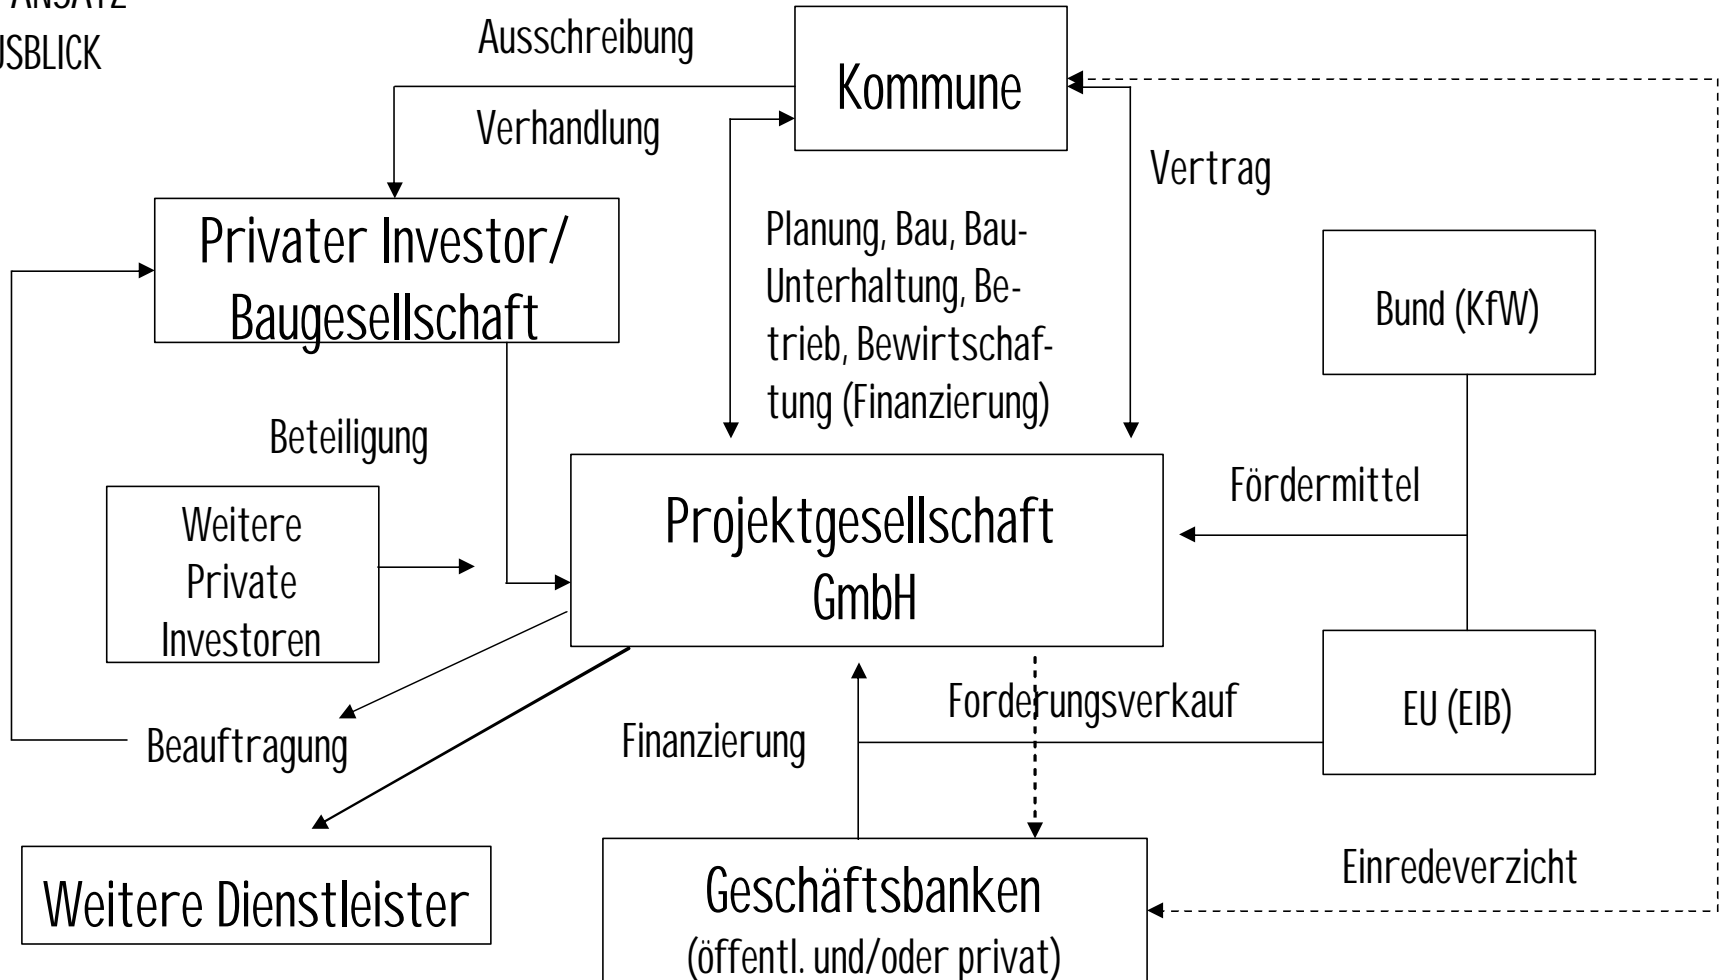 ANSATZ
USBLICK
Ausschreibung
Kommune
Verhandlung
Vertrag
Privater Investor/
Baugesellschaft
Planung, Bau, Bau-
Unterhaltung, Be-
trieb, Bewirtschaf-
tung (Finanzierung)
Bund (KfW)
Beteiligung
Fördermittel
Weitere
Private
Investoren
Projektgesellschaft
GmbH
Forderungsverkauf
EU (EIB)
Finanzierung
Beauftragung
Einredeverzicht
Weitere Dienstleister
Geschäftsbanken
(öffentl. und/oder privat)